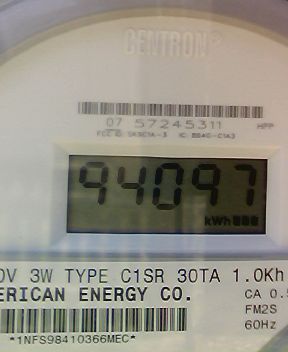 CENTRON®
07 57245311
94097
kWh
0V 3W TYPE C1SR 30TA 1.0Kh
ERICAN ENERGY CO.
CA 0.5
FM2S
60Hz
*1NFS98410366MEC*